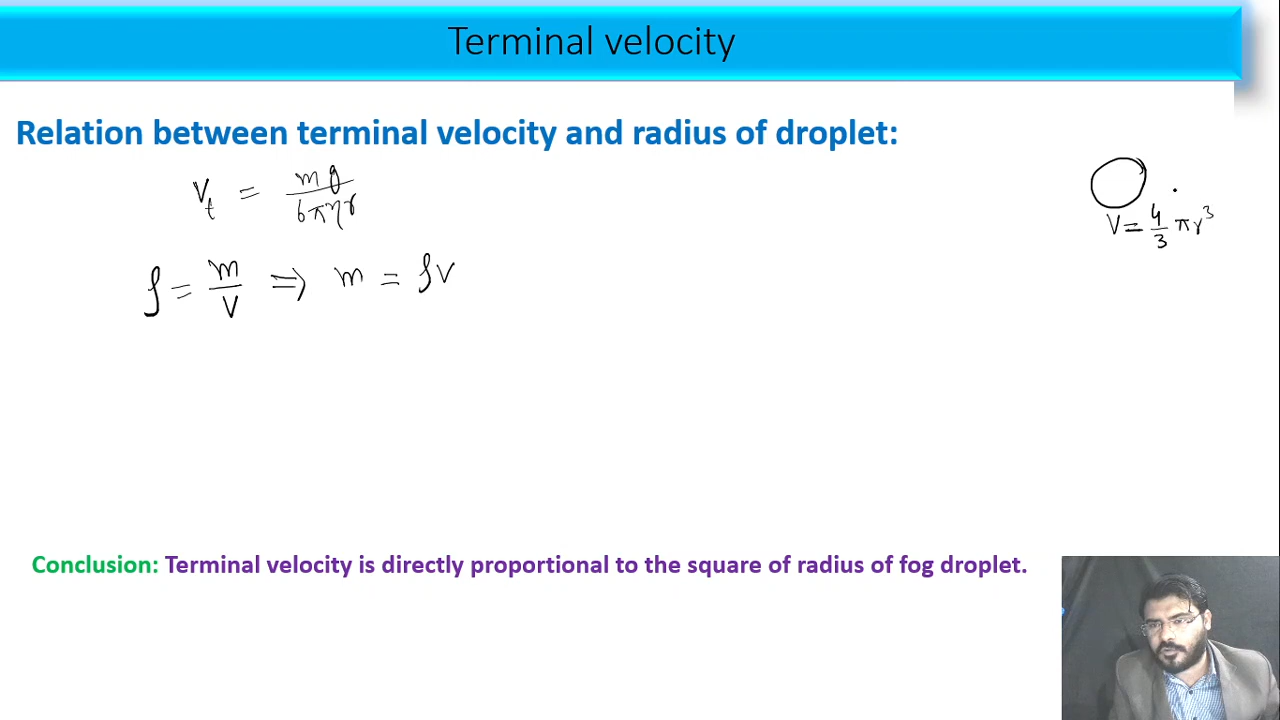 Terminal velocity
Relation between terminal velocity and radius of droplet:
Vₜ = mg / 6πηr
V = 4/3 πr³
ρ = m/V ⇒ m = ρV
Conclusion: Terminal velocity is directly proportional to the square of radius of fog droplet.